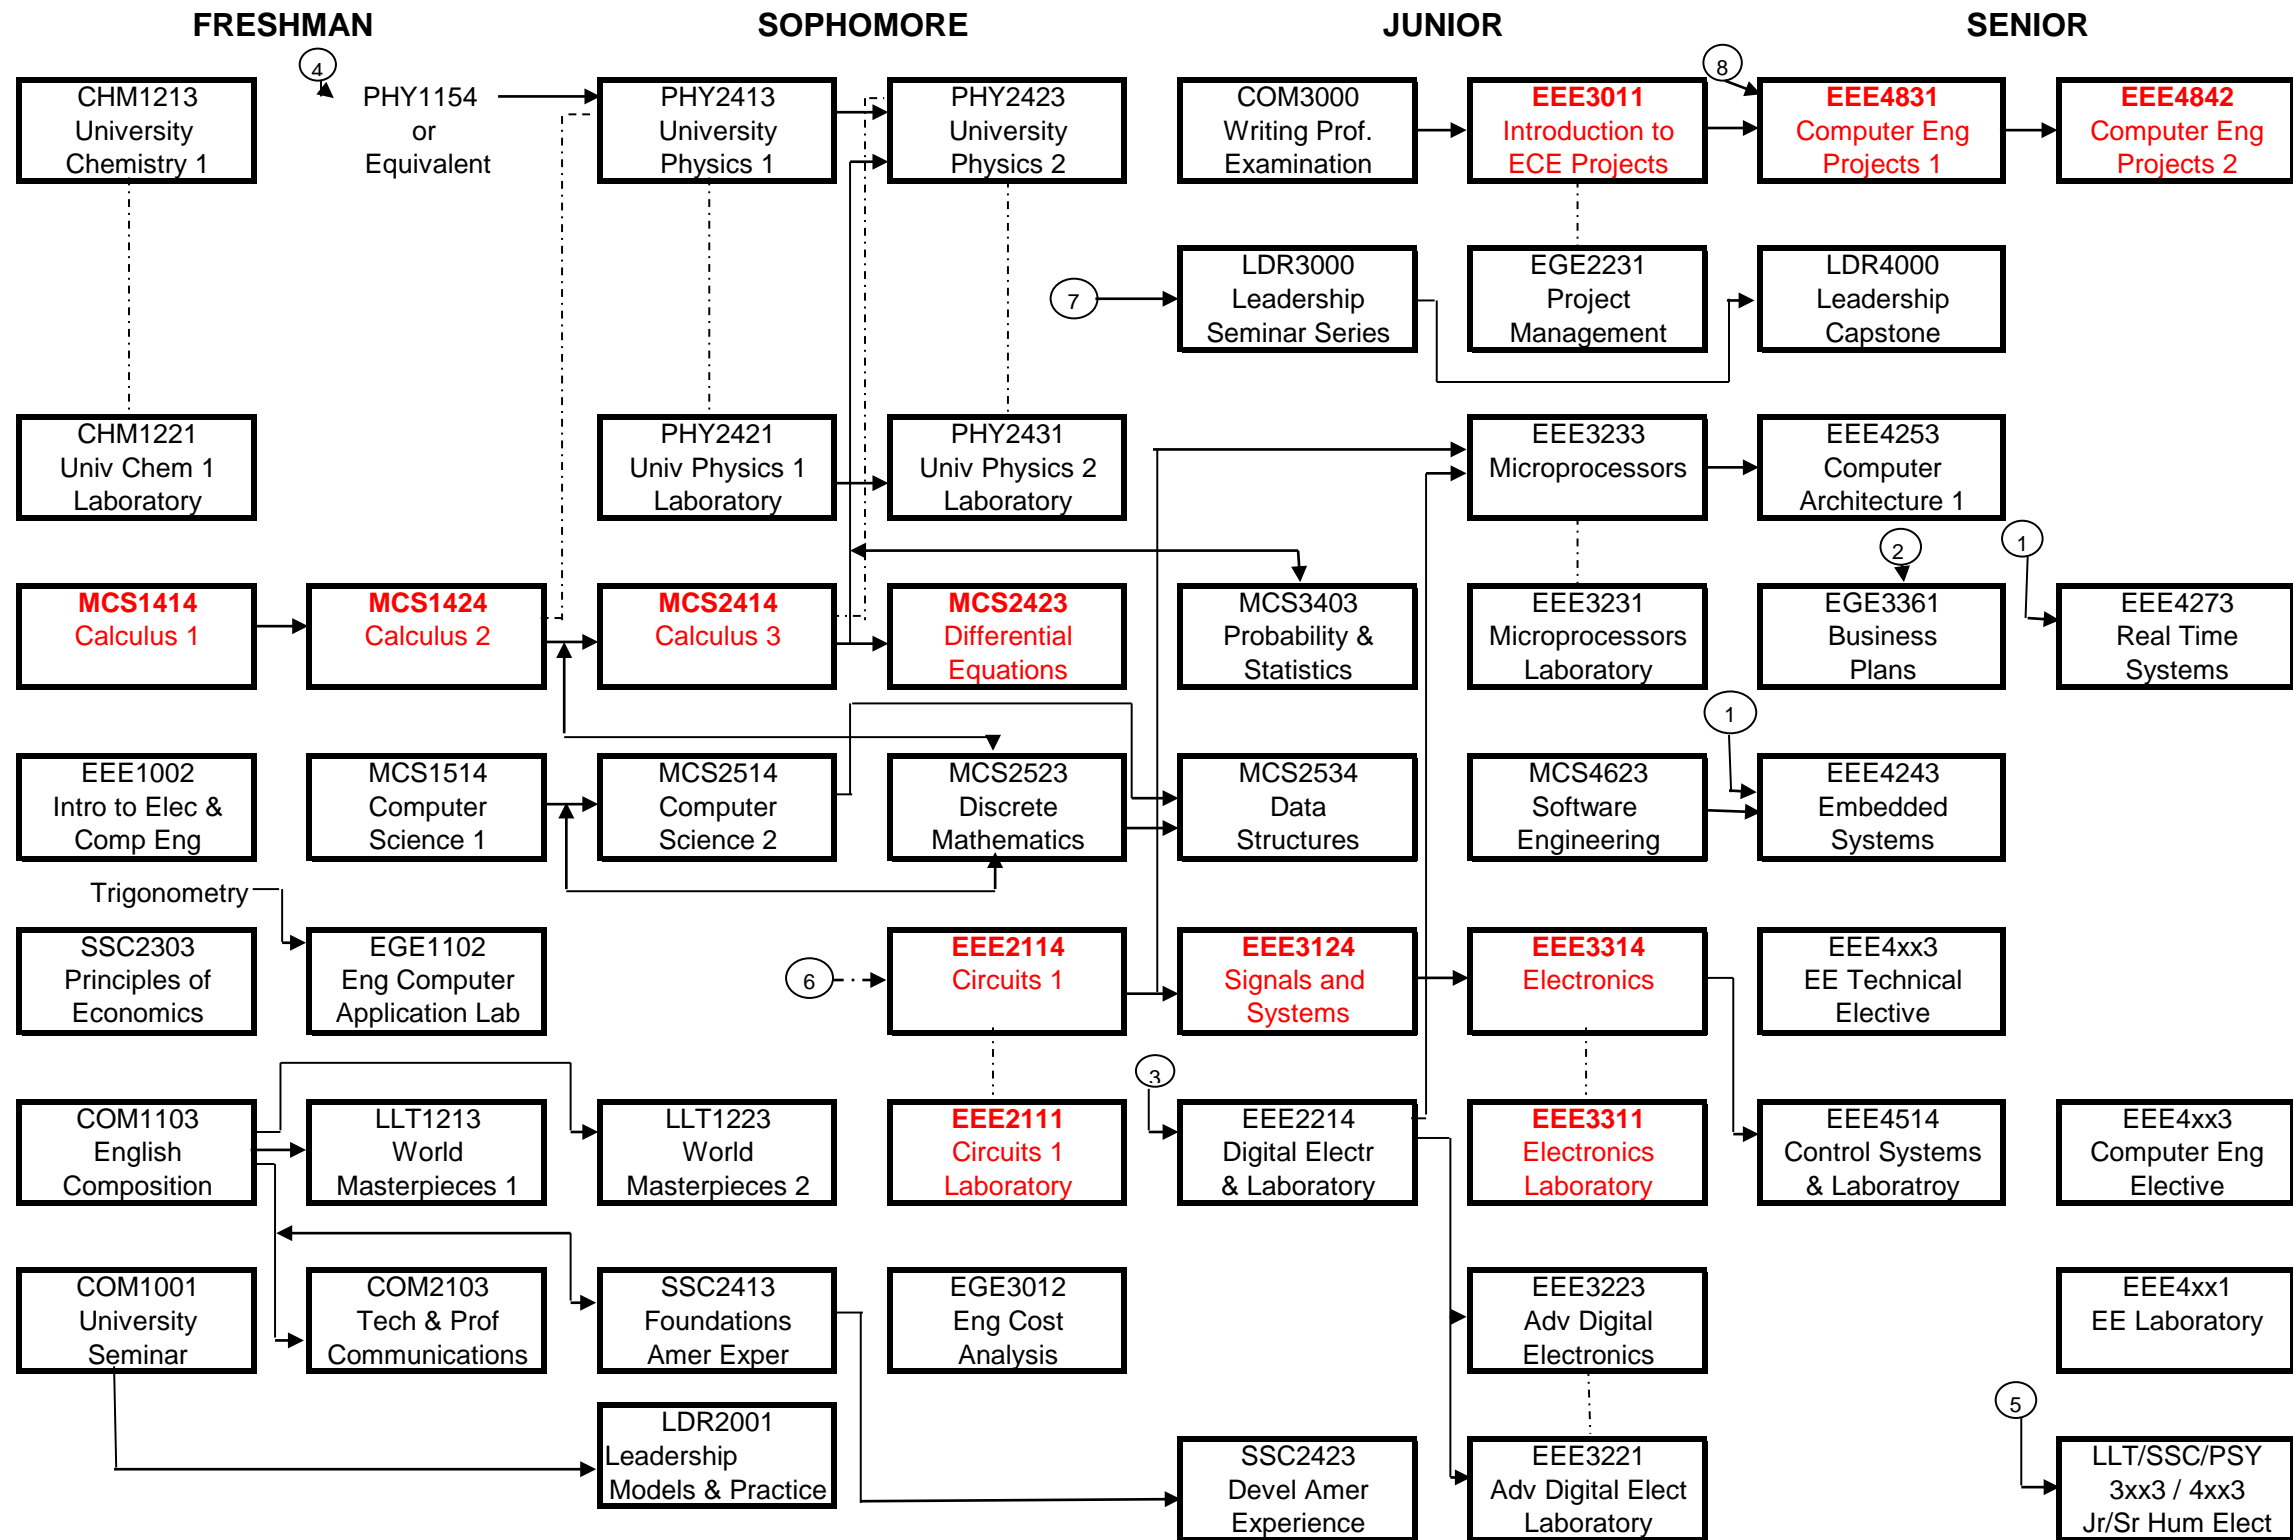 FRESHMAN
SOPHOMORE
JUNIOR
SENIOR
4
8
CHM1213
University
Chemistry 1
PHY1154
or
Equivalent
PHY2413
University
Physics 1
PHY2423
University
Physics 2
COM3000
Writing Prof.
Examination
EEE3011
Introduction to
ECE Projects
EEE4831
Computer Eng
Projects 1
EEE4842
Computer Eng
Projects 2
7
LDR3000
Leadership
Seminar Series
EGE2231
Project
Management
LDR4000
Leadership
Capstone
CHM1221
Univ Chem 1
Laboratory
PHY2421
Univ Physics 1
Laboratory
PHY2431
Univ Physics 2
Laboratory
EEE3233
Microprocessors
EEE4253
Computer
Architecture 1
2
1
MCS1414
Calculus 1
MCS1424
Calculus 2
MCS2414
Calculus 3
MCS2423
Differential
Equations
MCS3403
Probability &
Statistics
EEE3231
Microprocessors
Laboratory
EGE3361
Business
Plans
EEE4273
Real Time
Systems
1
EEE1002
Intro to Elec &
Comp Eng
MCS1514
Computer
Science 1
MCS2514
Computer
Science 2
MCS2523
Discrete
Mathematics
MCS2534
Data
Structures
MCS4623
Software
Engineering
EEE4243
Embedded
Systems
Trigonometry
SSC2303
Principles of
Economics
EGE1102
Eng Computer
Application Lab
6
EEE2114
Circuits 1
EEE3124
Signals and
Systems
EEE3314
Electronics
EEE4xx3
EE Technical
Elective
3
COM1103
English
Composition
LLT1213
World
Masterpieces 1
LLT1223
World
Masterpieces 2
EEE2111
Circuits 1
Laboratory
EEE2214
Digital Electr
& Laboratory
EEE3311
Electronics
Laboratory
EEE4514
Control Systems
& Laboratroy
EEE4xx3
Computer Eng
Elective
COM1001
University
Seminar
COM2103
Tech & Prof
Communications
SSC2413
Foundations
Amer Exper
EGE3012
Eng Cost
Analysis
EEE3223
Adv Digital
Electronics
EEE4xx1
EE Laboratory
5
LDR2001
Leadership
Models & Practice
SSC2423
Devel Amer
Experience
EEE3221
Adv Digital Elect
Laboratory
LLT/SSC/PSY
3xx3 / 4xx3
Jr/Sr Hum Elect